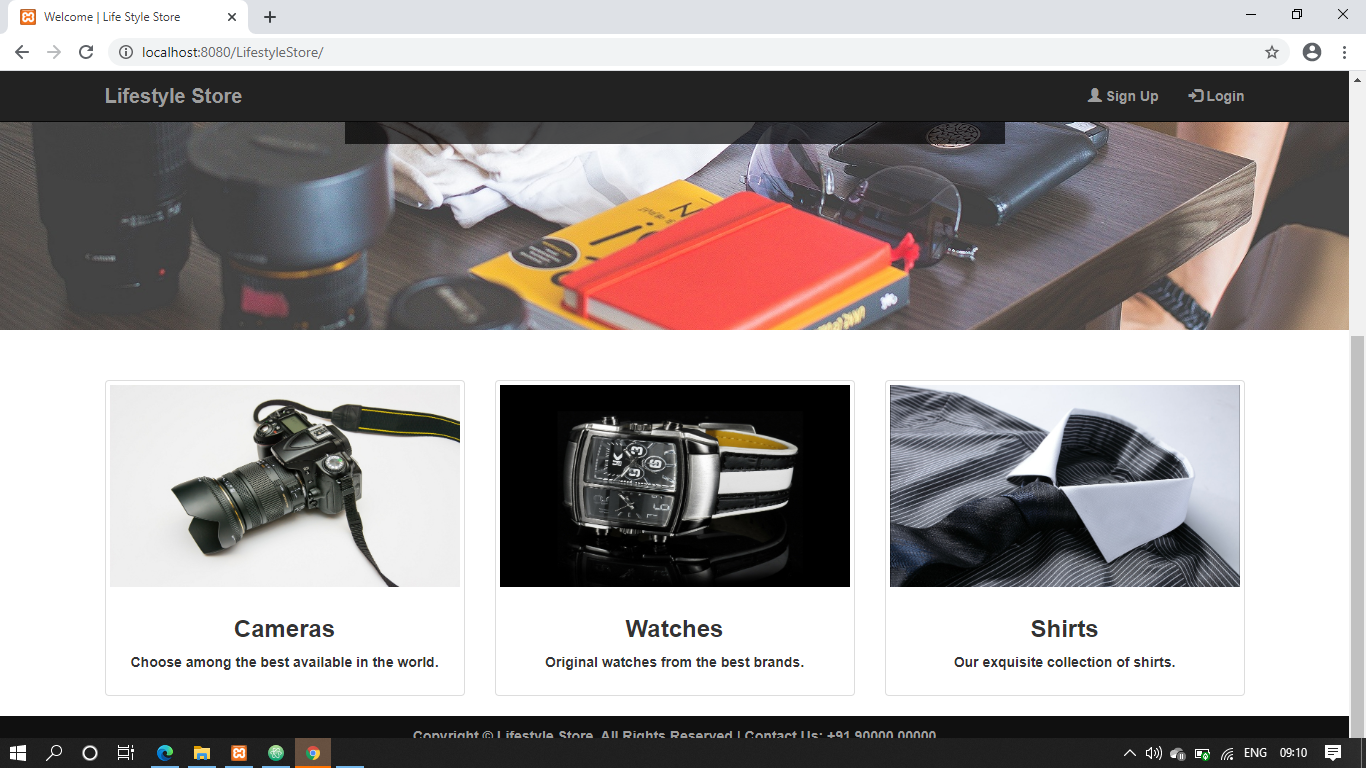 Welcome | Life Style Store
localhost:8080/LifestyleStore/
Lifestyle Store
Sign Up
Login
Cameras
Choose among the best available in the world.
Watches
Original watches from the best brands.
Shirts
Our exquisite collection of shirts.
Copyright © Lifestyle Store. All Rights Reserved | Contact Us: +91 90000 00000
ENG
09:10